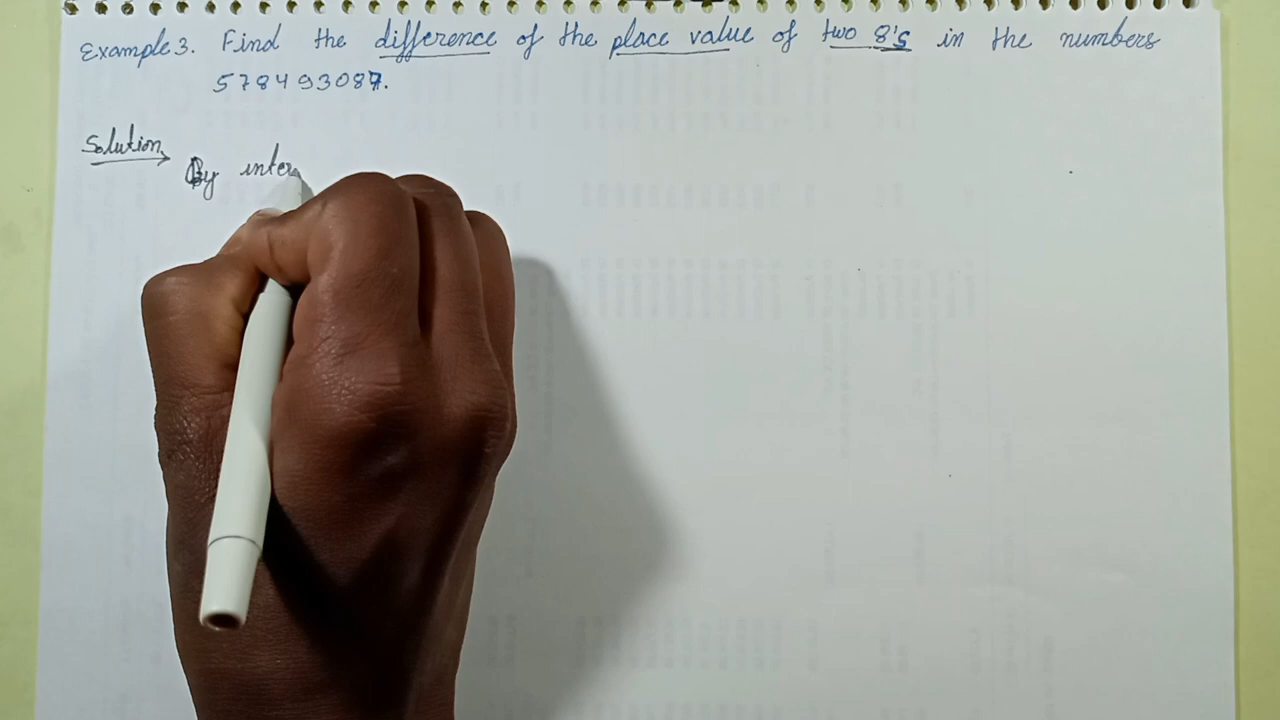 Example 3. Find the difference of the place value of two 8's in the numbers
578493087.
Solution
By inter